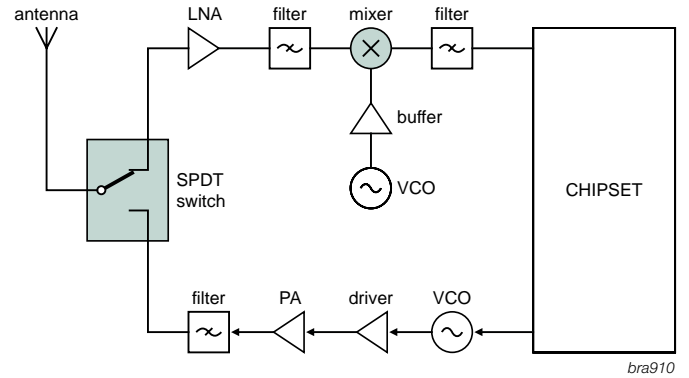 antenna
LNA
filter
mixer
filter
buffer
VCO
SPDT
switch
CHIPSET
filter
PA
driver
VCO
bra910